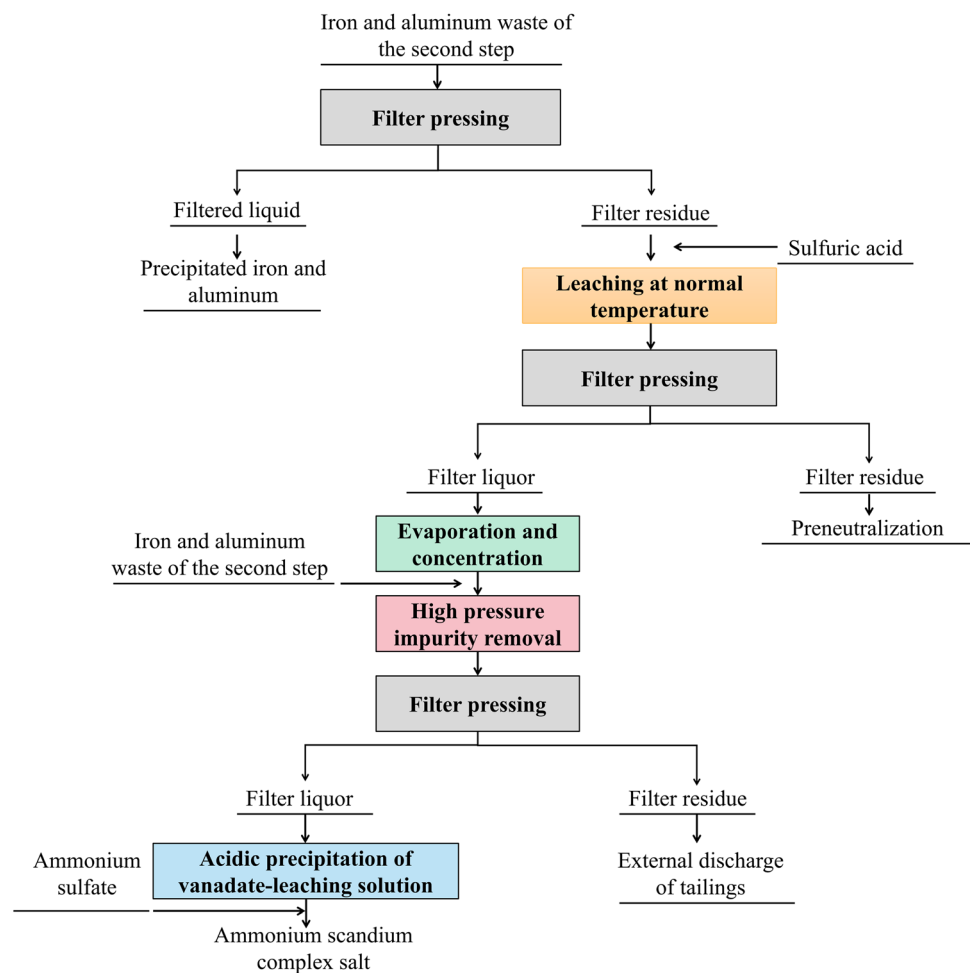 Iron and aluminum waste of
the second step
Filter pressing
Filtered liquid
Filter residue
Precipitated iron and
aluminum
Sulfuric acid
Leaching at normal
temperature
Filter pressing
Filter liquor
Filter residue
Evaporation and
concentration
Preneutralization
Iron and aluminum
waste of the second step
High pressure
impurity removal
Filter pressing
Filter liquor
Filter residue
Ammonium
sulfate
Acidic precipitation of
vanadate-leaching solution
External discharge
of tailings
Ammonium scandium
complex salt